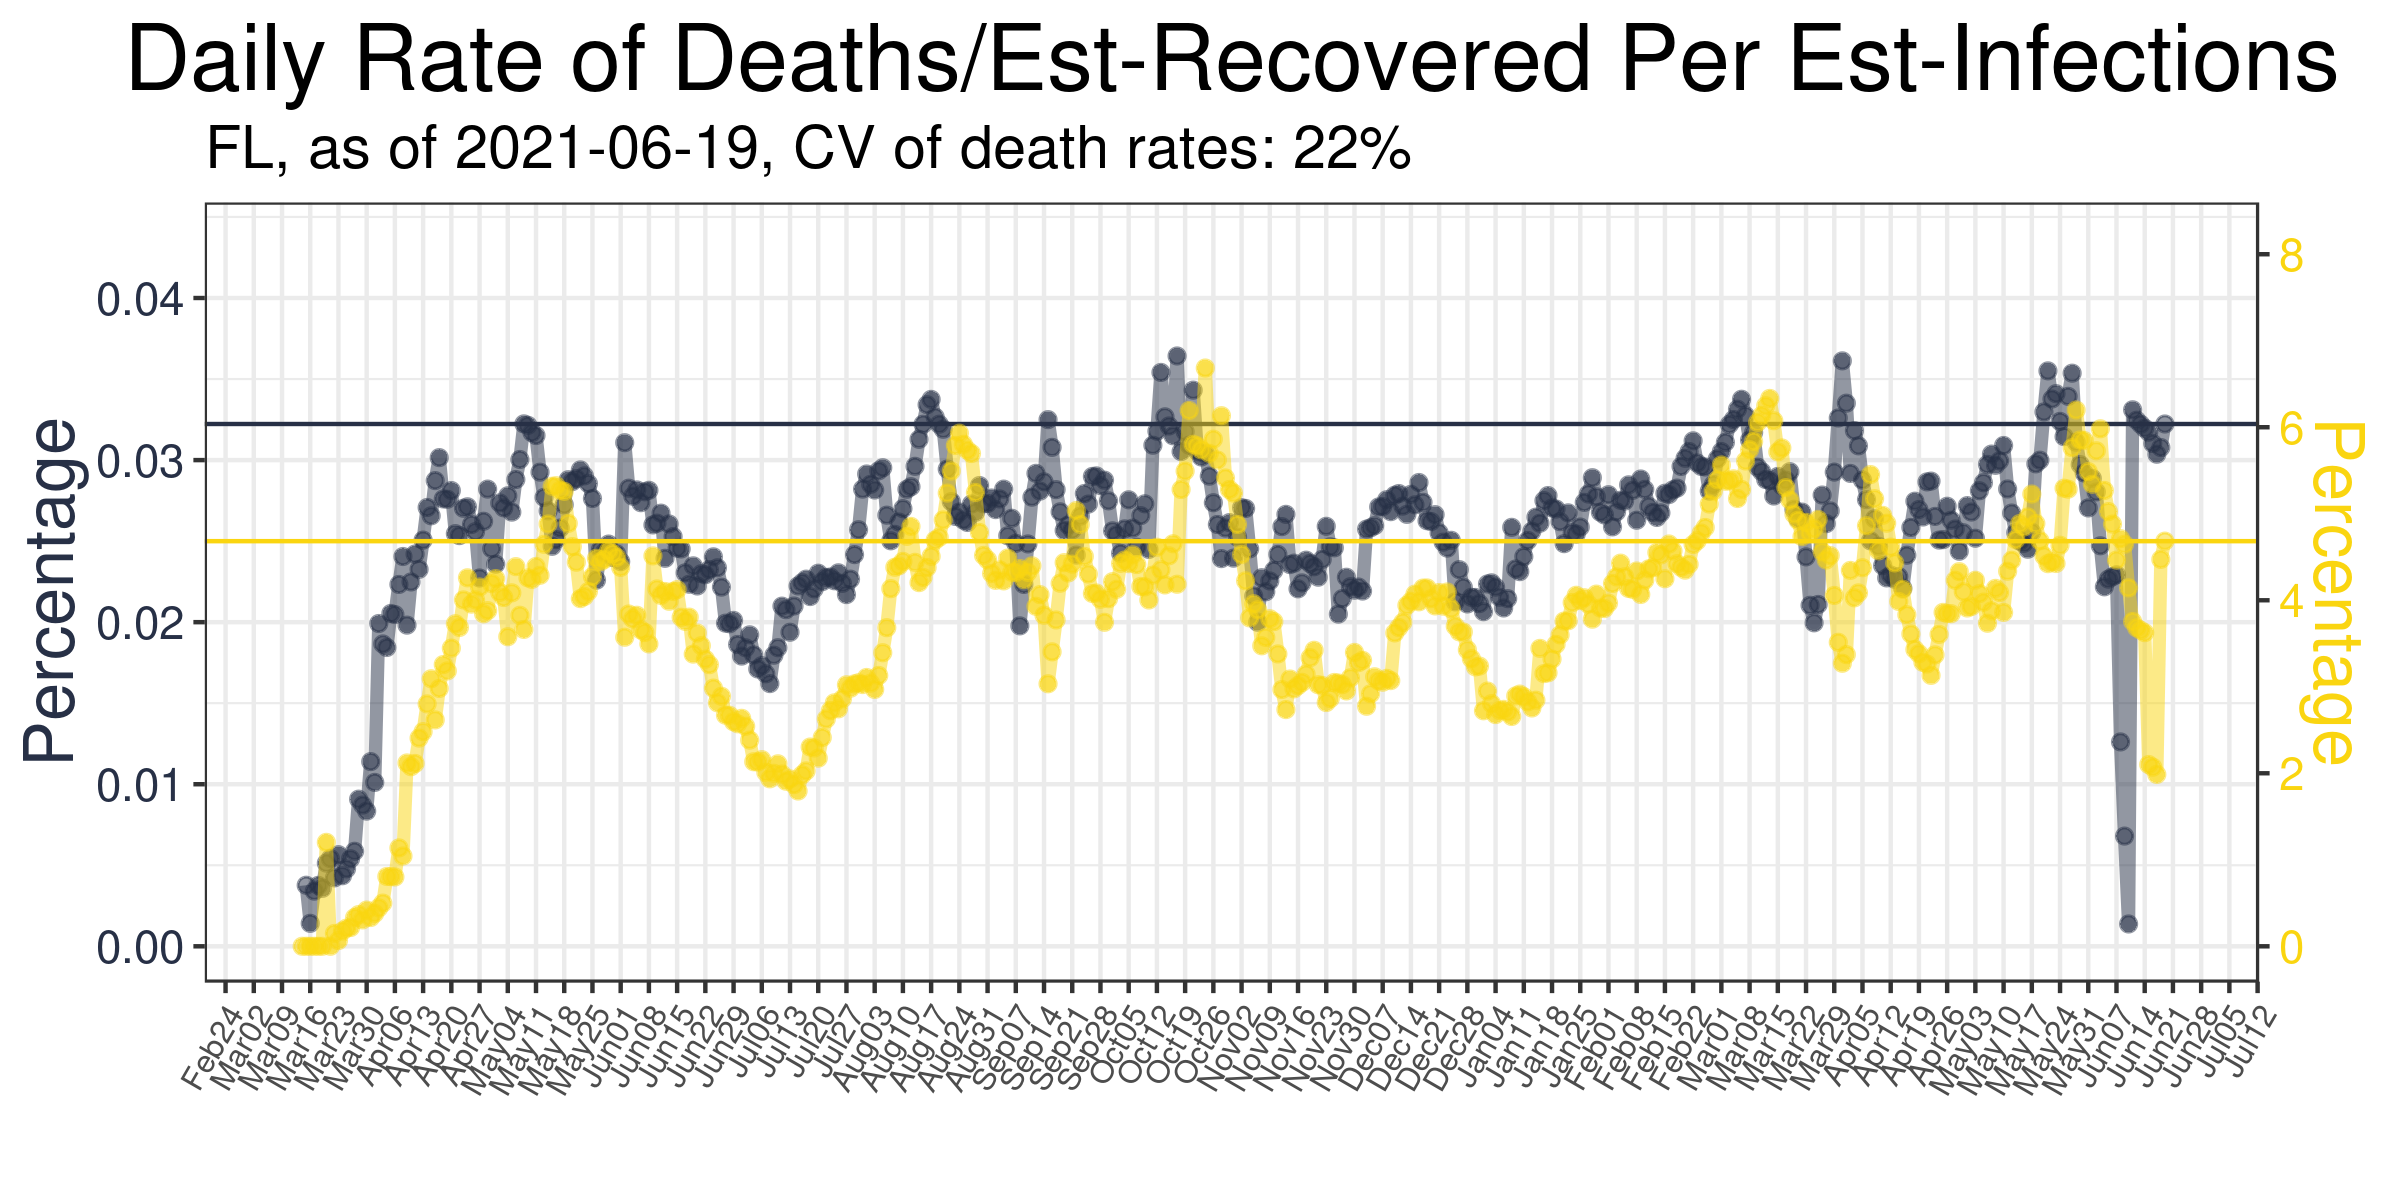 Daily Rate of Deaths/Est-Recovered Per Est-Infections
FL, as of 2021-06-19, CV of death rates: 22%
Percentage
0.04
0.03
0.02
0.01
0.00
8
6
4
2
0
Percentage
Feb24
Mar02
Mar09
Mar16
Mar23
Mar30
Apr06
Apr13
Apr20
Apr27
May04
May11
May18
May25
Jun01
Jun08
Jun15
Jun22
Jun29
Jul06
Jul13
Jul20
Jul27
Aug03
Aug10
Aug17
Aug24
Aug31
Sep07
Sep14
Sep21
Sep28
Oct05
Oct12
Oct19
Oct26
Nov02
Nov09
Nov16
Nov23
Nov30
Dec07
Dec14
Dec21
Dec28
Jan04
Jan11
Jan18
Jan25
Feb01
Feb08
Feb15
Feb22
Mar01
Mar08
Mar15
Mar22
Mar29
Apr05
Apr12
Apr19
Apr26
May03
May10
May17
May24
May31
Jun07
Jun14
Jun21
Jun28
Jul05
Jul12